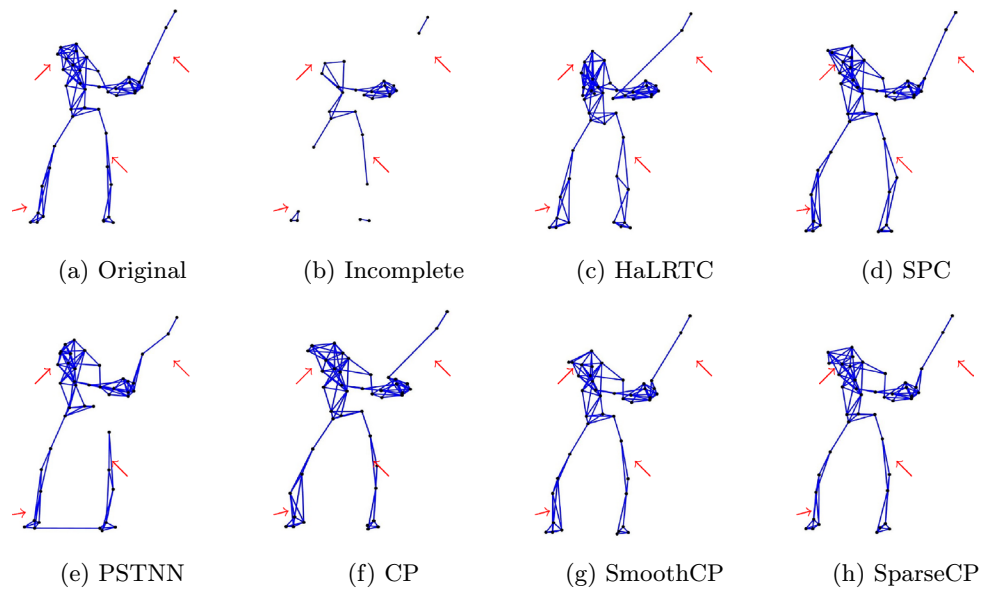 (a) Original
(b) Incomplete
(c) HaLRTC
(d) SPC
(e) PSTNN
(f) CP
(g) SmoothCP
(h) SparseCP